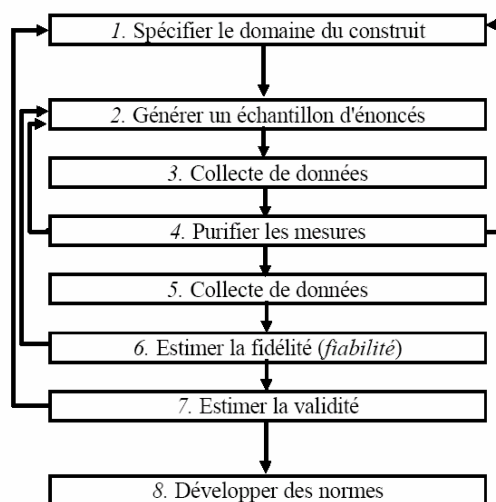 1. Spécifier le domaine du construit
2. Générer un échantillon d'énoncés
3. Collecte de données
4. Purifier les mesures
5. Collecte de données
6. Estimer la fidélité (fiabilité)
7. Estimer la validité
8. Développer des normes